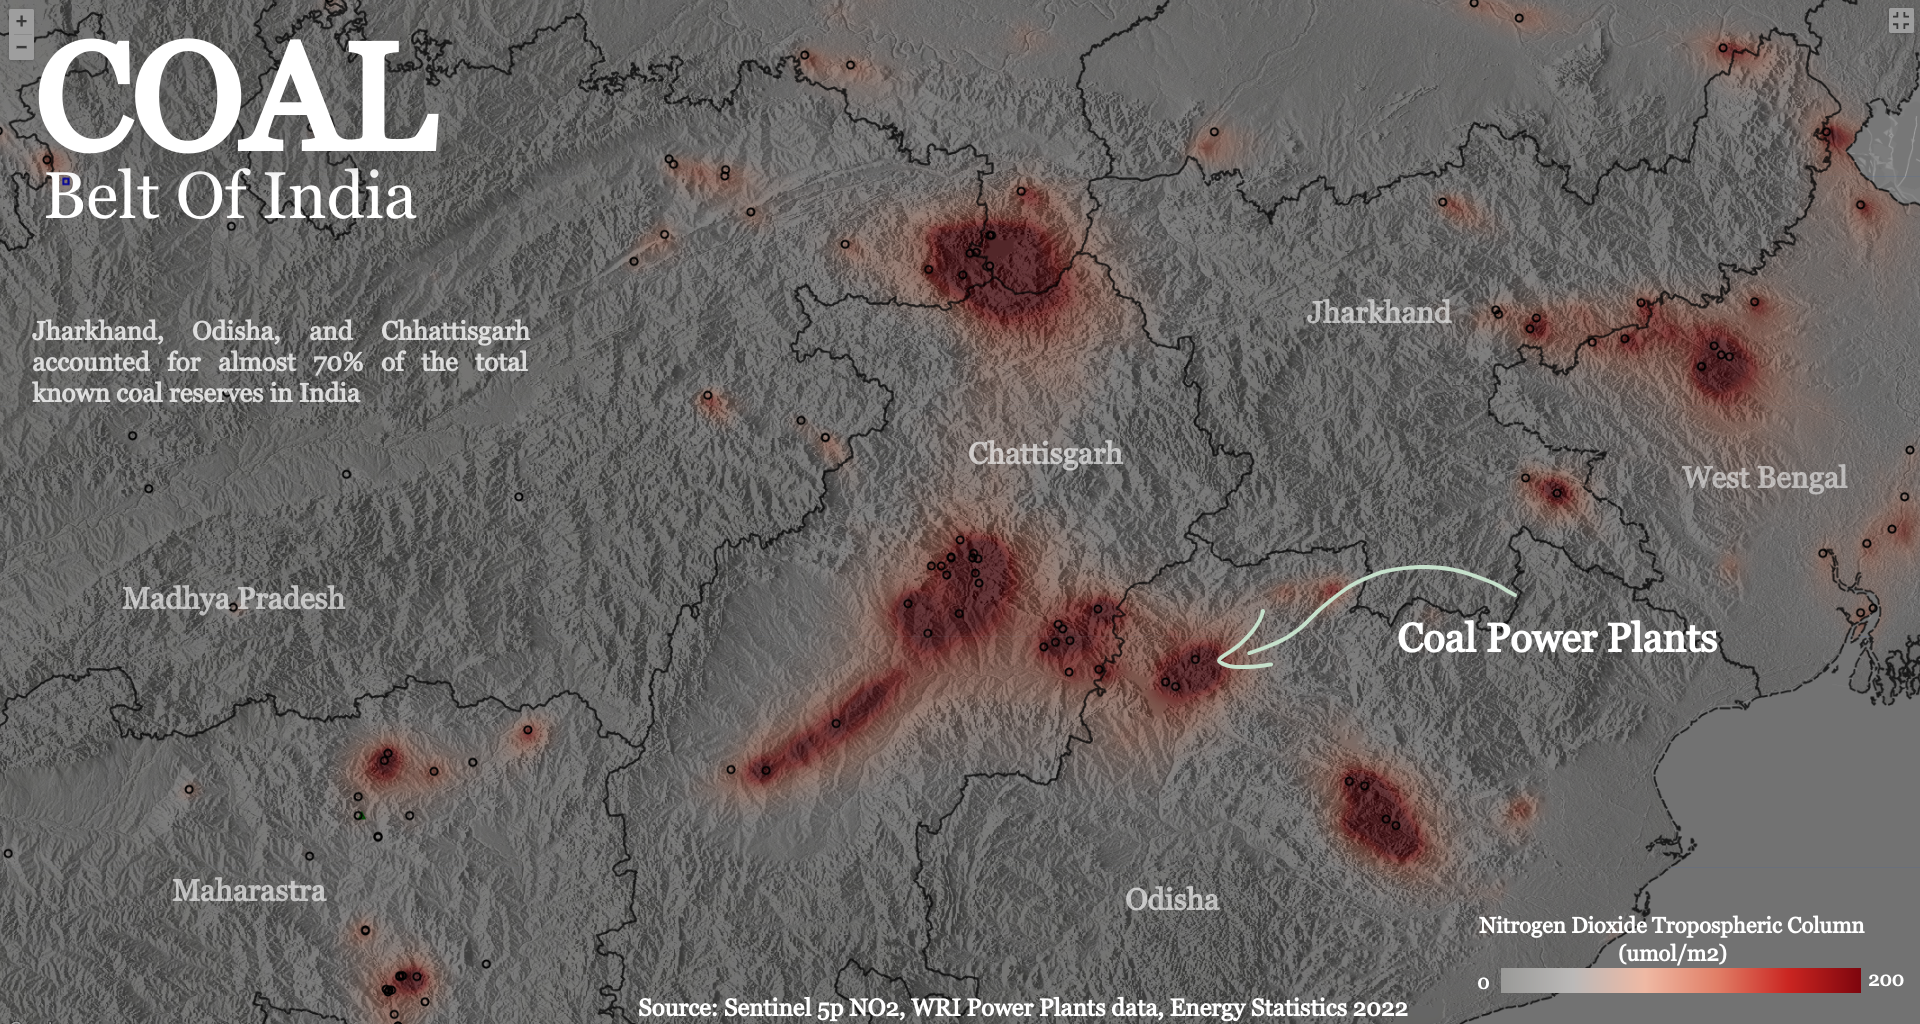 +
−
COAL
Belt Of India
Jharkhand, Odisha, and Chhattisgarh
accounted for almost 70% of the total
known coal reserves in India
Jharkhand
Chattisgarh
West Bengal
Madhya Pradesh
Coal Power Plants
Maharastra
Odisha
Nitrogen Dioxide Tropospheric Column
(umol/m2)
0
200
Source: Sentinel 5p NO2, WRI Power Plants data, Energy Statistics 2022